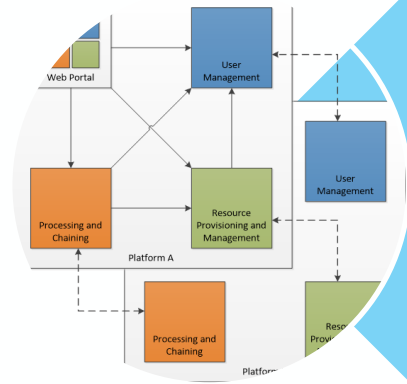 Web Portal
User
Management
User
Management
Processing and
Chaining
Resource
Provisioning and
Management
Platform A
Processing and
Chaining